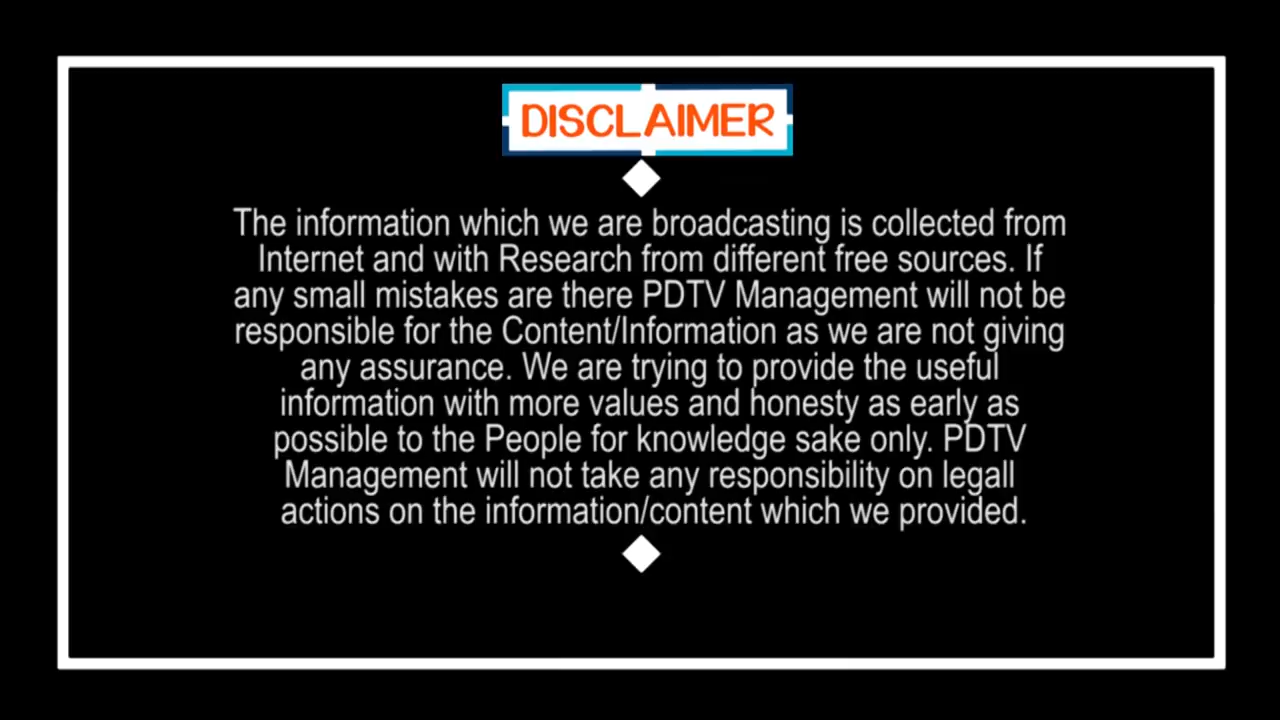 DISCLAIMER
The information which we are broadcasting is collected from
Internet and with Research from different free sources. If
any small mistakes are there PDTV Management will not be
responsible for the Content/Information as we are not giving
any assurance. We are trying to provide the useful
information with more values and honesty as early as
possible to the People for knowledge sake only. PDTV
Management will not take any responsibility on legall
actions on the information/content which we provided.